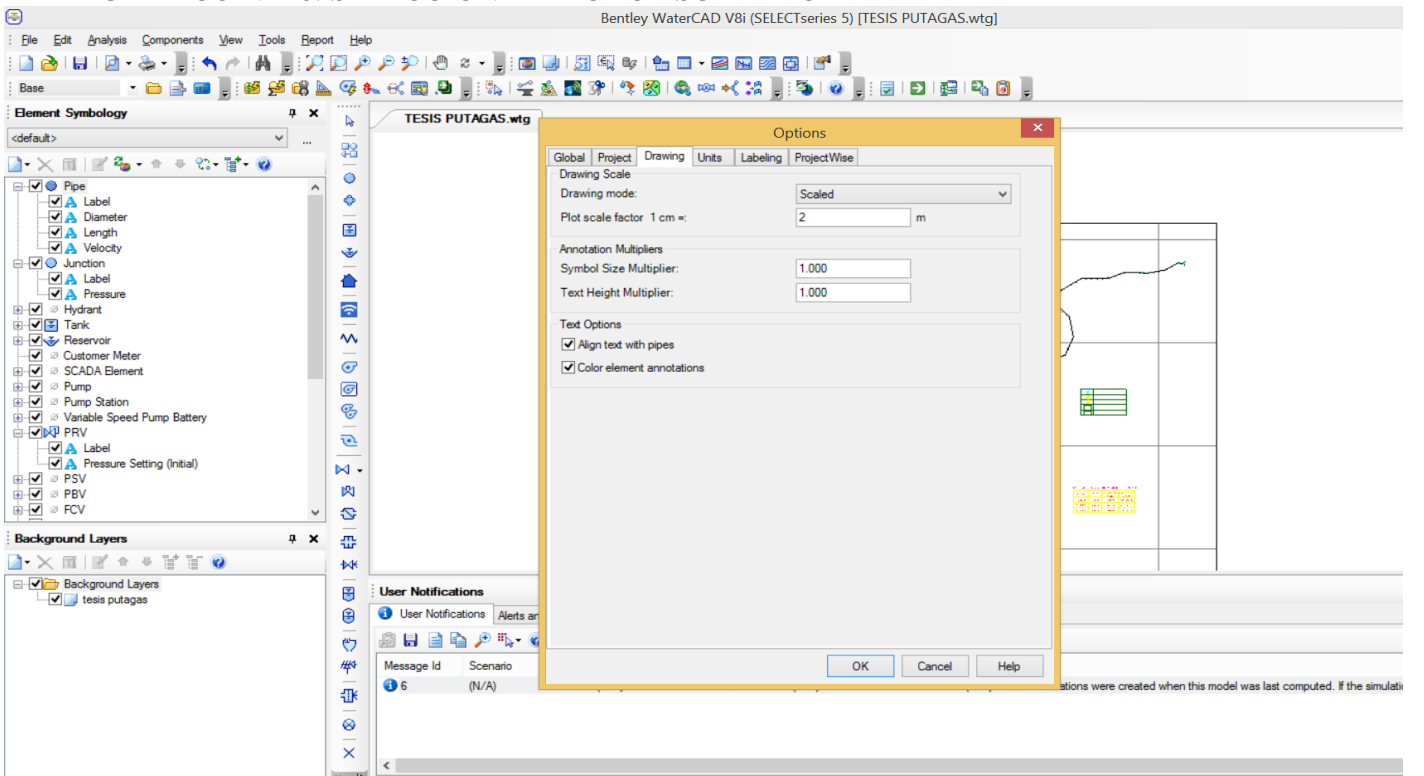 Bentley WaterCAD V8i (SELECTseries 5) [TESIS PUTAGAS.wtg]
File Edit Analysis Components View Tools Report Help
Base
Element Symbology
<default>
...
Pipe
Label
Diameter
Length
Velocity
Junction
Label
Pressure
Hydrant
Tank
Reservoir
Customer Meter
SCADA Element
Pump
Pump Station
Variable Speed Pump Battery
PRV
Label
Pressure Setting (Initial)
PSV
PBV
FCV
Background Layers
Background Layers
tesis putagas
TESIS PUTAGAS.wtg
Options
Global Project Drawing Units Labeling ProjectWise
Drawing Scale
Drawing mode: Scaled
Plot scale factor 1 cm =: 2 m
Annotation Multipliers
Symbol Size Multiplier: 1.000
Text Height Multiplier: 1.000
Text Options
Align text with pipes
Color element annotations
OK Cancel Help
User Notifications
User Notifications Alerts an
Message Id Scenario
6 (N/A) ations were created when this model was last computed. If the simulati